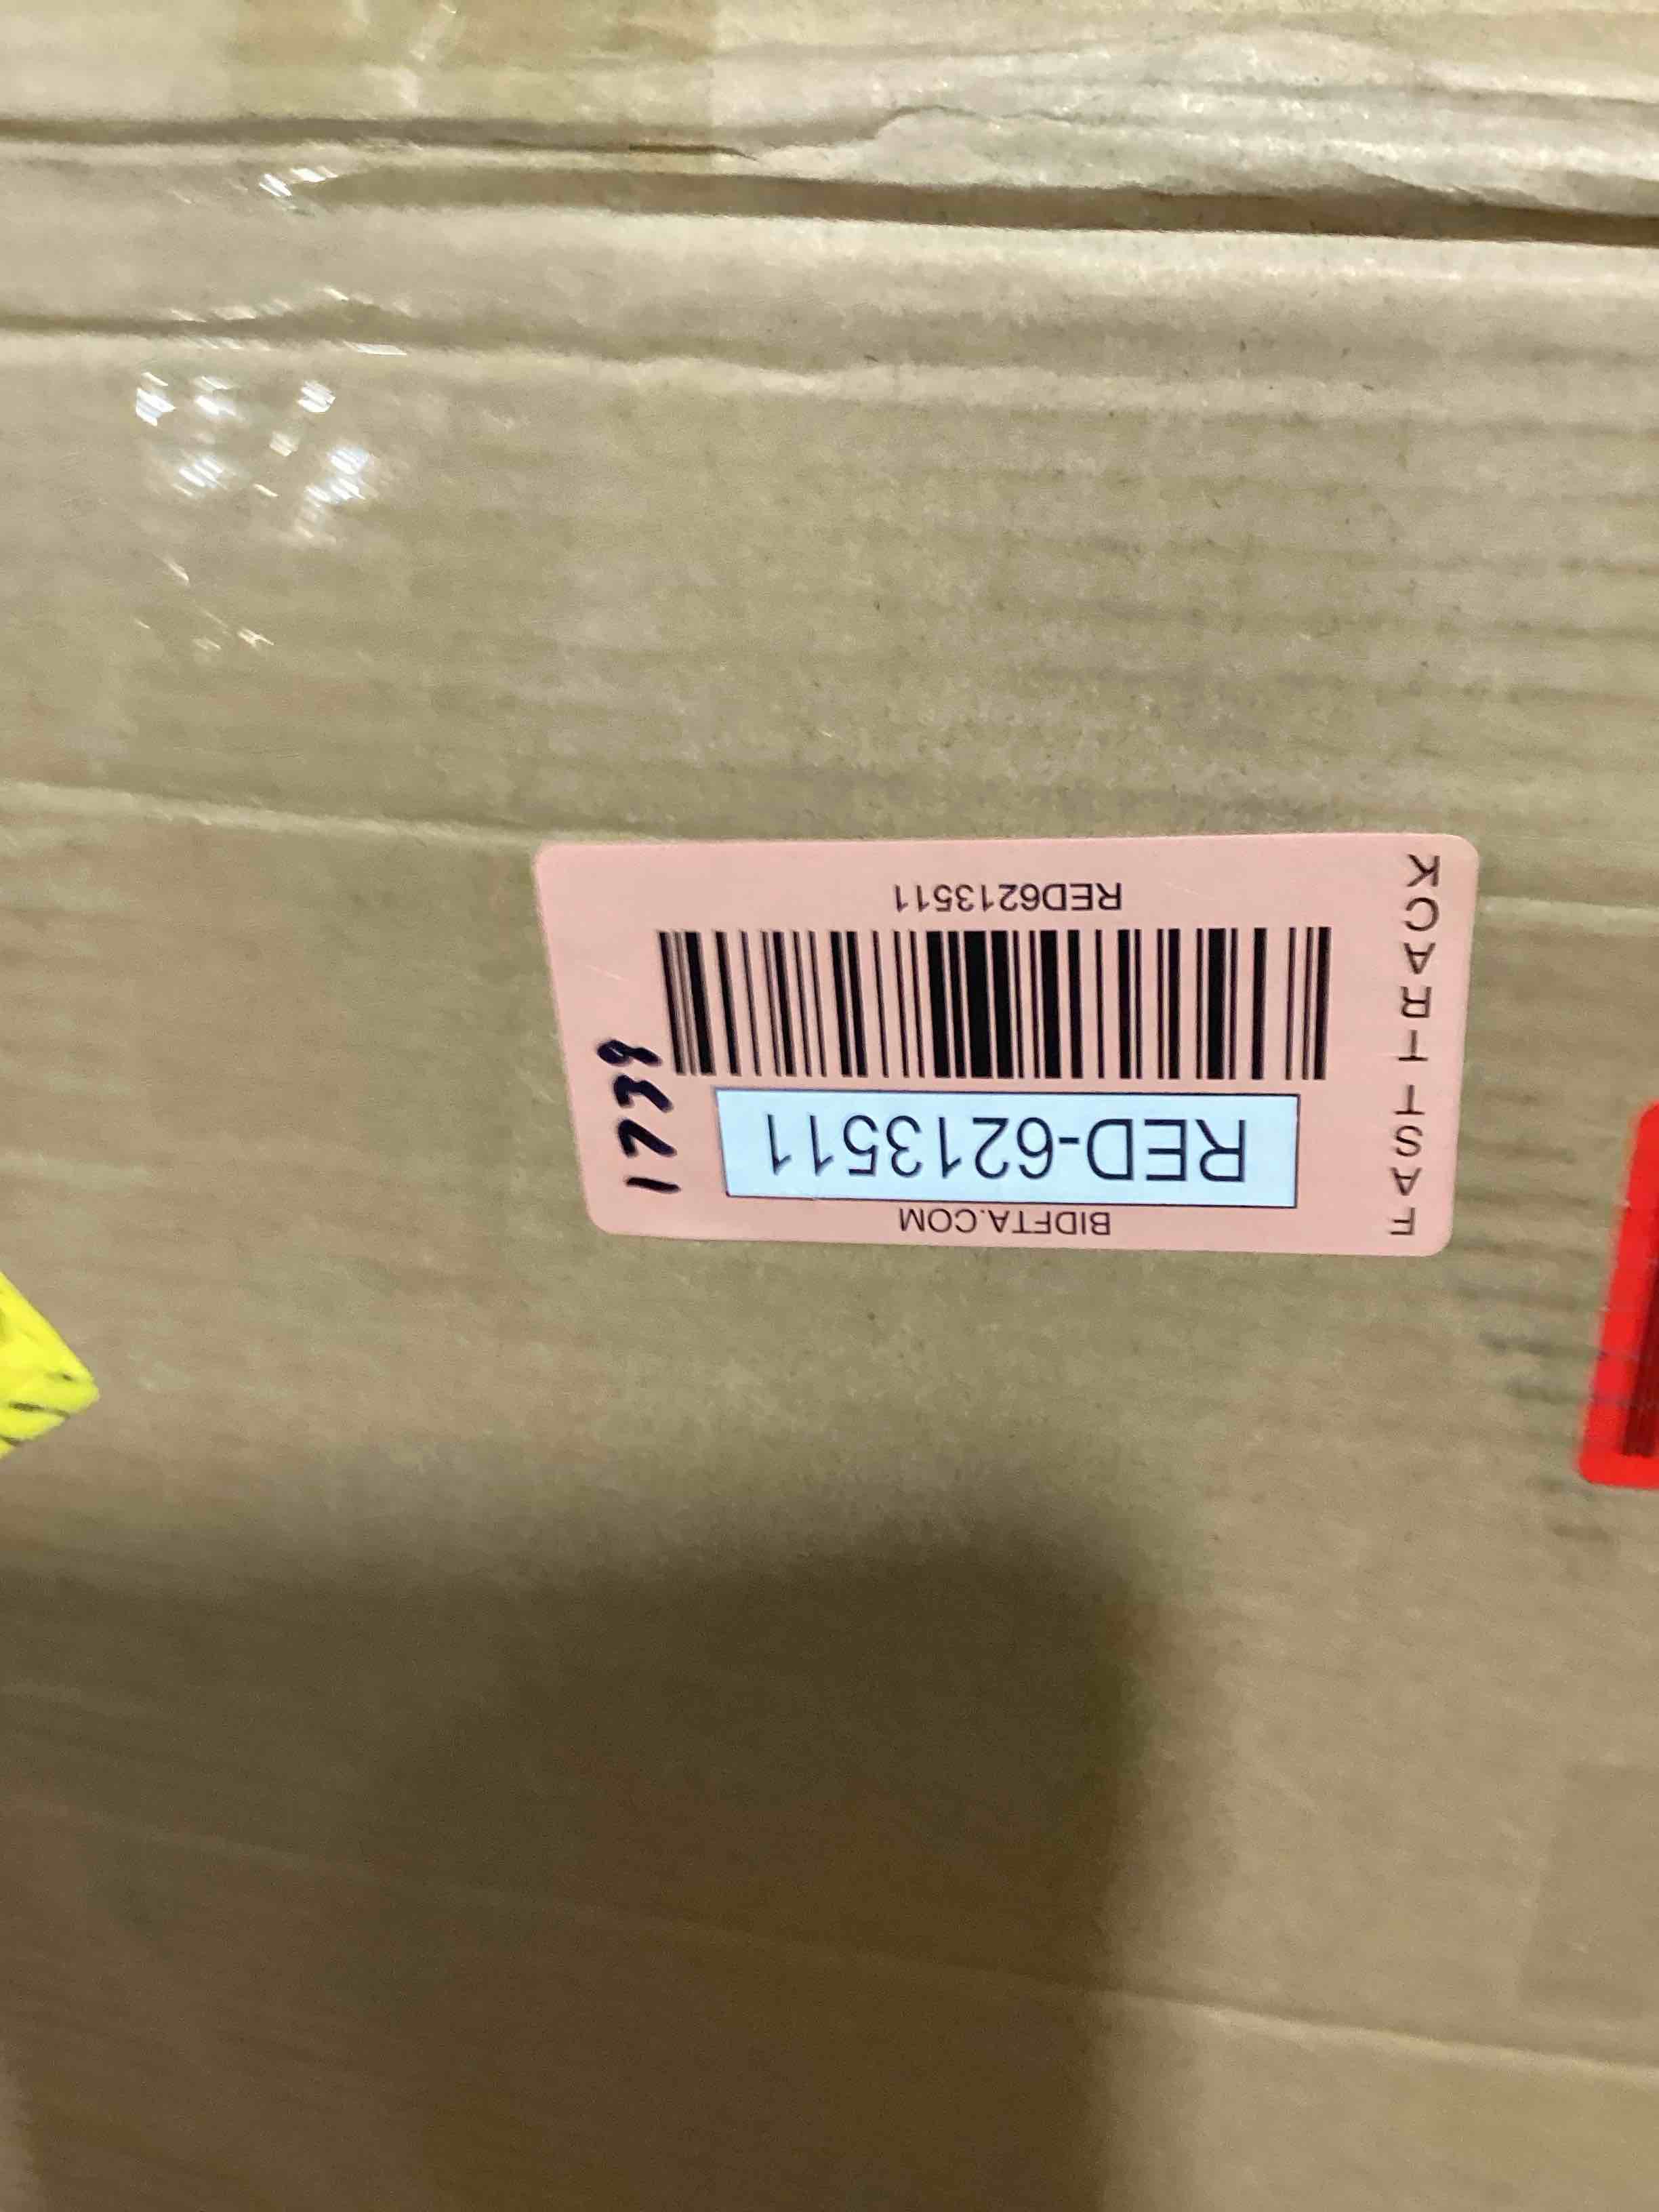 BIDFTA.COM
RED-6213511
RED6213511
FAST TRACK
1739